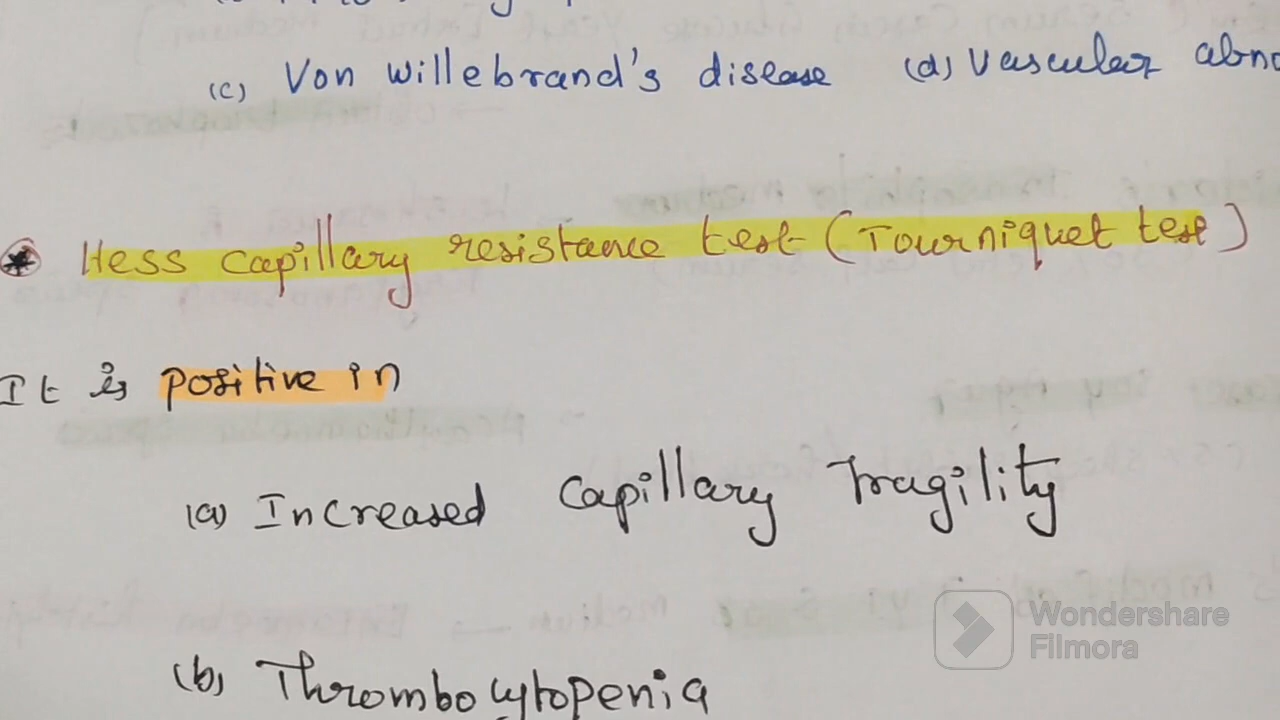 (c) Von Willebrand's disease (d) Vascular abno
Hess capillary resistance test (Tourniquet test)
It is positive in
(a) Increased capillary fragility
(b) Thrombocytopenia
Wondershare
Filmora